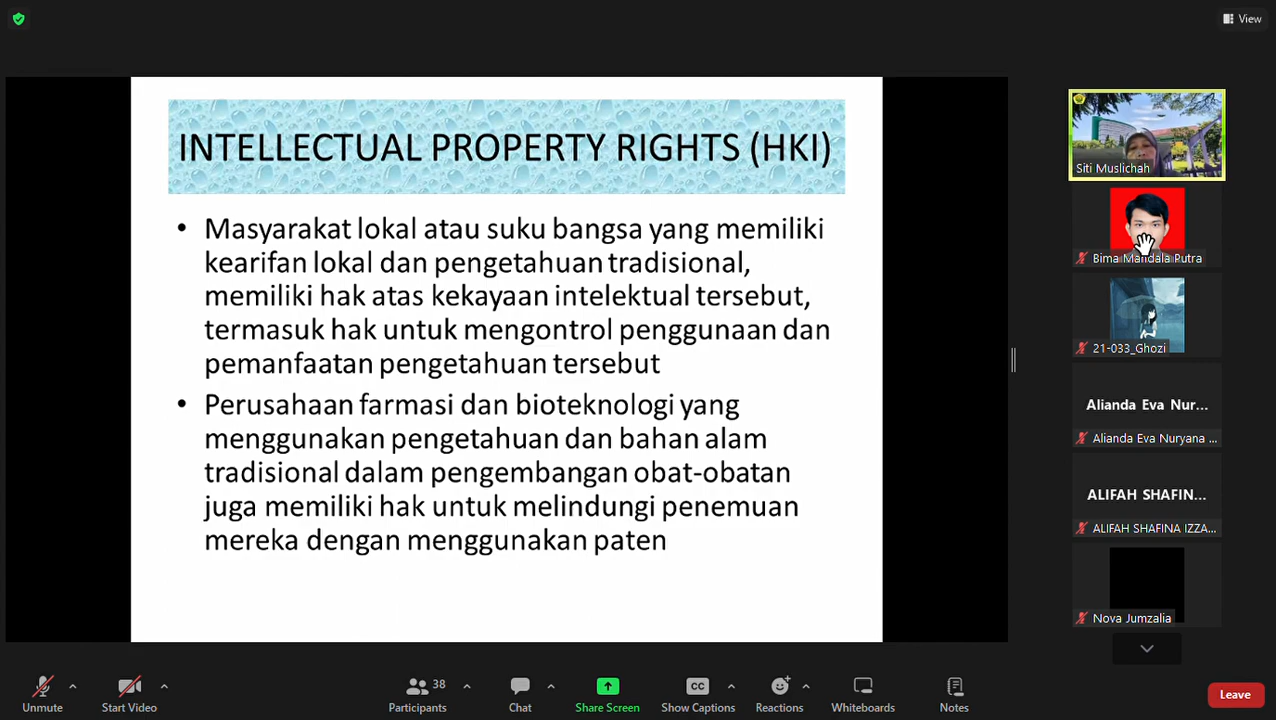 View
INTELLECTUAL PROPERTY RIGHTS (HKI)
• Masyarakat lokal atau suku bangsa yang memiliki
kearifan lokal dan pengetahuan tradisional,
memiliki hak atas kekayaan intelektual tersebut,
termasuk hak untuk mengontrol penggunaan dan
pemanfaatan pengetahuan tersebut
• Perusahaan farmasi dan bioteknologi yang
menggunakan pengetahuan dan bahan alam
tradisional dalam pengembangan obat-obatan
juga memiliki hak untuk melindungi penemuan
mereka dengan menggunakan paten
Siti Muslichah
Bima Mandala Putra
21-033_Ghozi
Alianda Eva Nur...
Alianda Eva Nuryana ...
ALIFAH SHAFIN...
ALIFAH SHAFINA IZZA...
Nova Jumzalia
Unmute
Start Video
38
Participants
Chat
Share Screen
CC
Show Captions
Reactions
Whiteboards
Notes
Leave